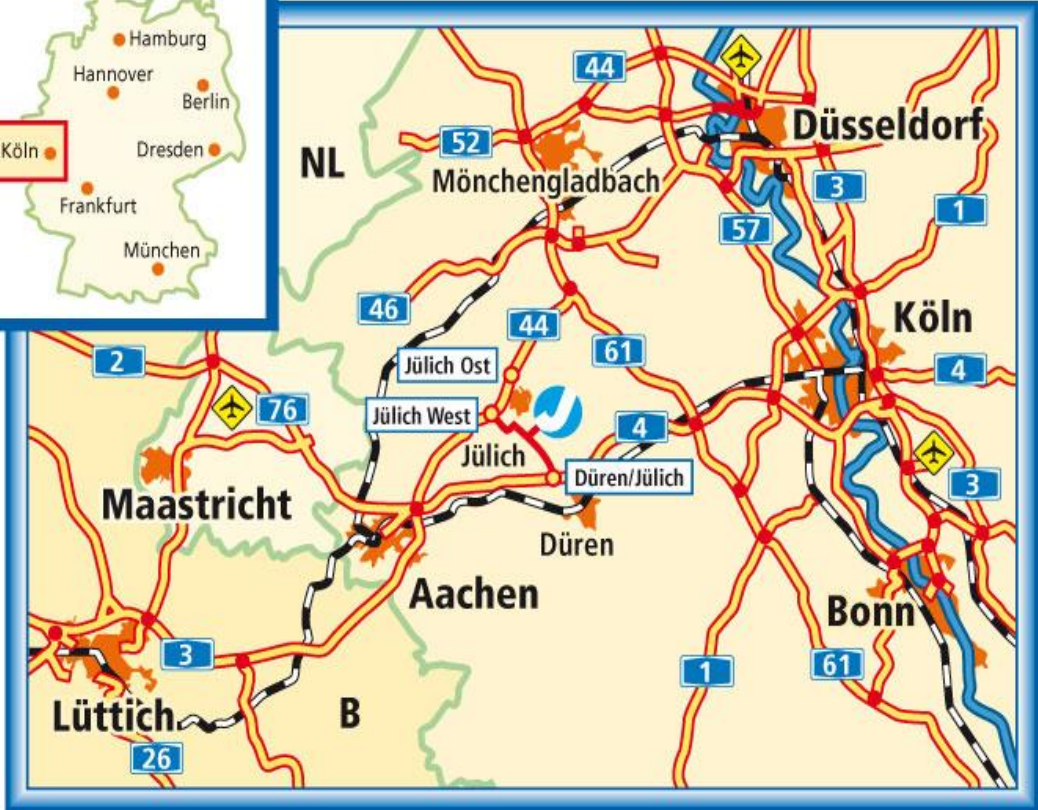 Hamburg
Hannover
Berlin
Köln
Dresden
Frankfurt
München
NL
44
52
Düsseldorf
Mönchengladbach
3
1
57
46
44
Köln
2
Jülich Ost
61
4
76
Jülich West
4
Jülich
Düren/Jülich
3
Maastricht
Düren
Aachen
Bonn
3
1
61
Lüttich
B
26